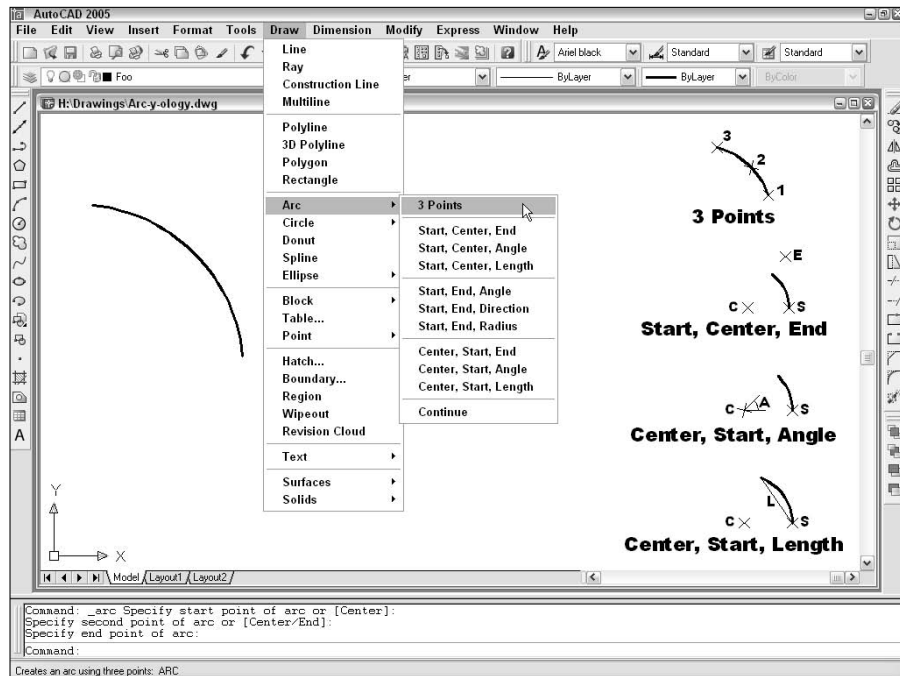 AutoCAD 2005
File Edit View Insert Format Tools Draw Dimension Modify Express Window Help
Ariel black Standard Standard
Foo ByLayer ByLayer ByColor
H:\Drawings\Arc-y-ology.dwg
Line
Ray
Construction Line
Multiline
Polyline
3D Polyline
Polygon
Rectangle
Arc
Circle
Donut
Spline
Ellipse
Block
Table...
Point
Hatch...
Boundary...
Region
Wipeout
Revision Cloud
Text
Surfaces
Solids
3 Points
Start, Center, End
Start, Center, Angle
Start, Center, Length
Start, End, Angle
Start, End, Direction
Start, End, Radius
Center, Start, End
Center, Start, Angle
Center, Start, Length
Continue
3
2
1
3 Points
E
C S
Start, Center, End
A
C S
Center, Start, Angle
L
C S
Center, Start, Length
A
Y
X
Model Layout1 Layout2
Command: _arc Specify start point of arc or [Center]:
Specify second point of arc or [Center/End]:
Specify end point of arc:
Command:
Creates an arc using three points: ARC